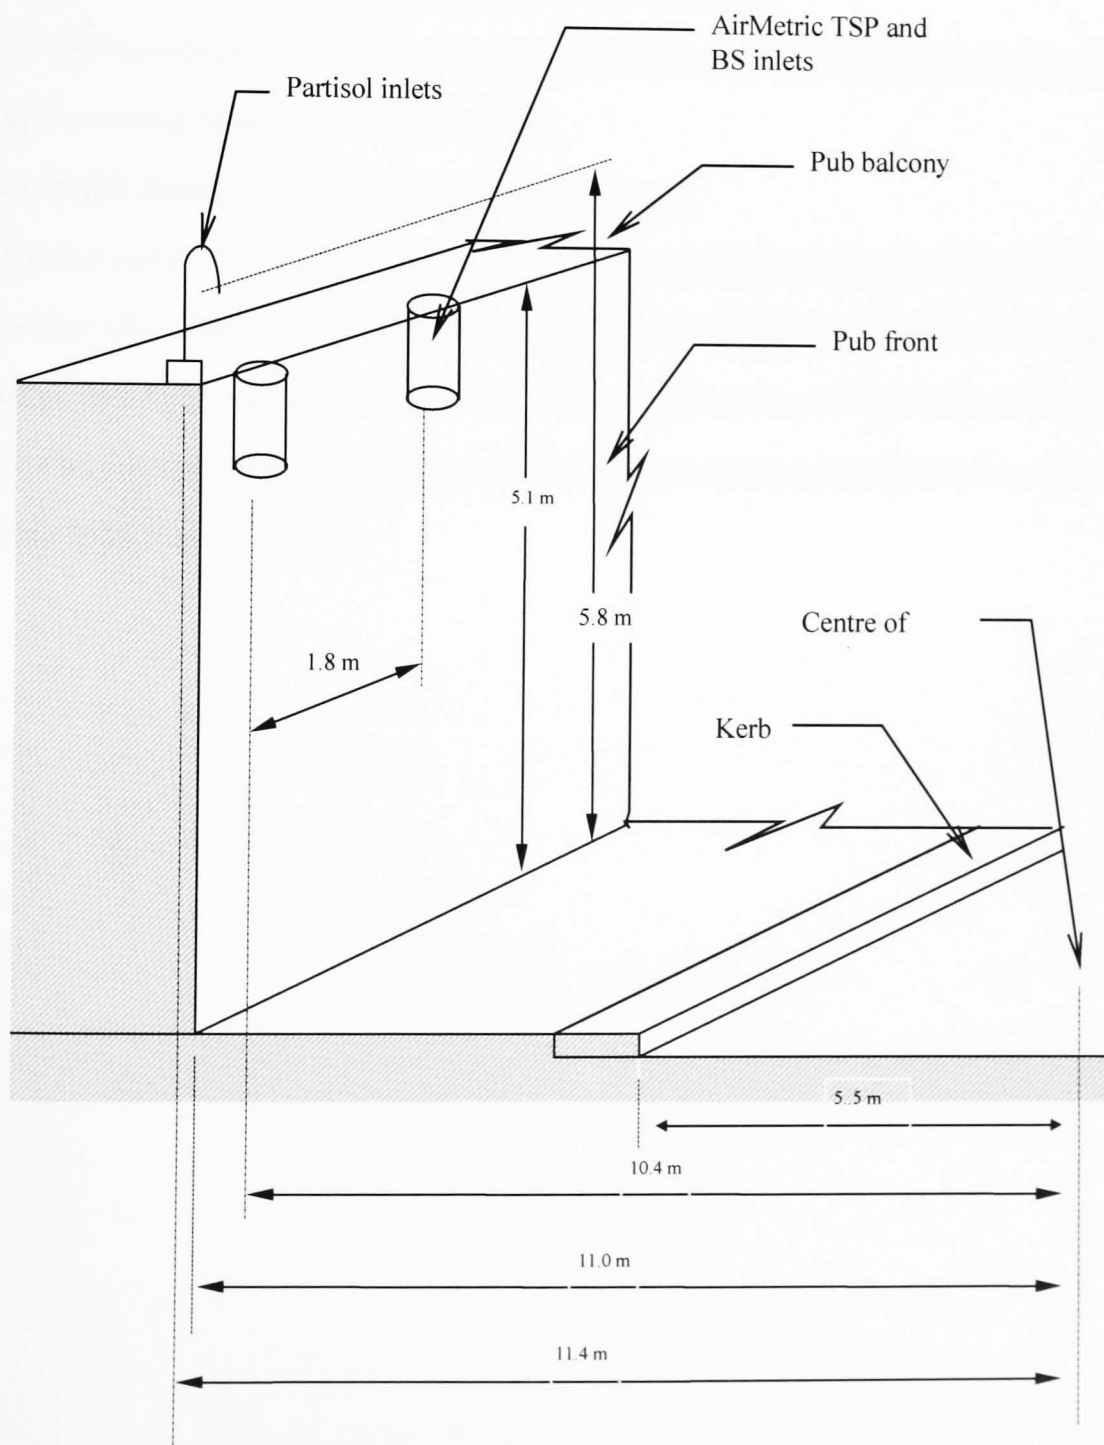 AirMetric TSP and
BS inlets
Partisol inlets
Pub balcony
Pub front
5.1 m
5.8 m
Centre of
1.8 m
Kerb
5..5 m
10.4 m
11.0 m
11.4 m